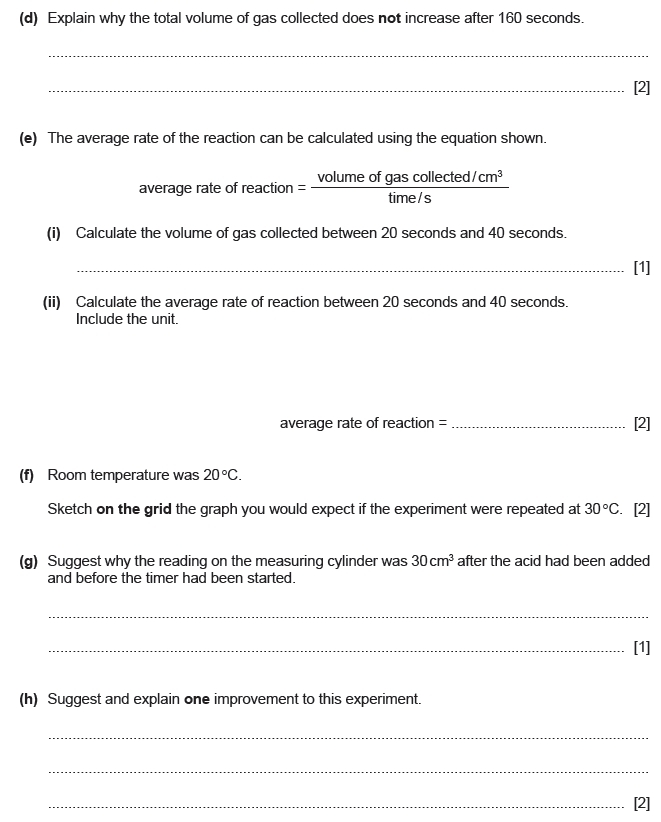 (d) Explain why the total volume of gas collected does not increase after 160 seconds.
.......................................................................................................................................................
....................................................................................................................................................... [2]
(e) The average rate of the reaction can be calculated using the equation shown.
average rate of reaction = volume of gas collected / cm³
time / s
(i) Calculate the volume of gas collected between 20 seconds and 40 seconds.
....................................................................................................................................................... [1]
(ii) Calculate the average rate of reaction between 20 seconds and 40 seconds.
Include the unit.
average rate of reaction = ........................................... [2]
(f) Room temperature was 20 °C.
Sketch on the grid the graph you would expect if the experiment were repeated at 30 °C. [2]
(g) Suggest why the reading on the measuring cylinder was 30 cm³ after the acid had been added
and before the timer had been started.
.......................................................................................................................................................
....................................................................................................................................................... [1]
(h) Suggest and explain one improvement to this experiment.
.......................................................................................................................................................
.......................................................................................................................................................
....................................................................................................................................................... [2]